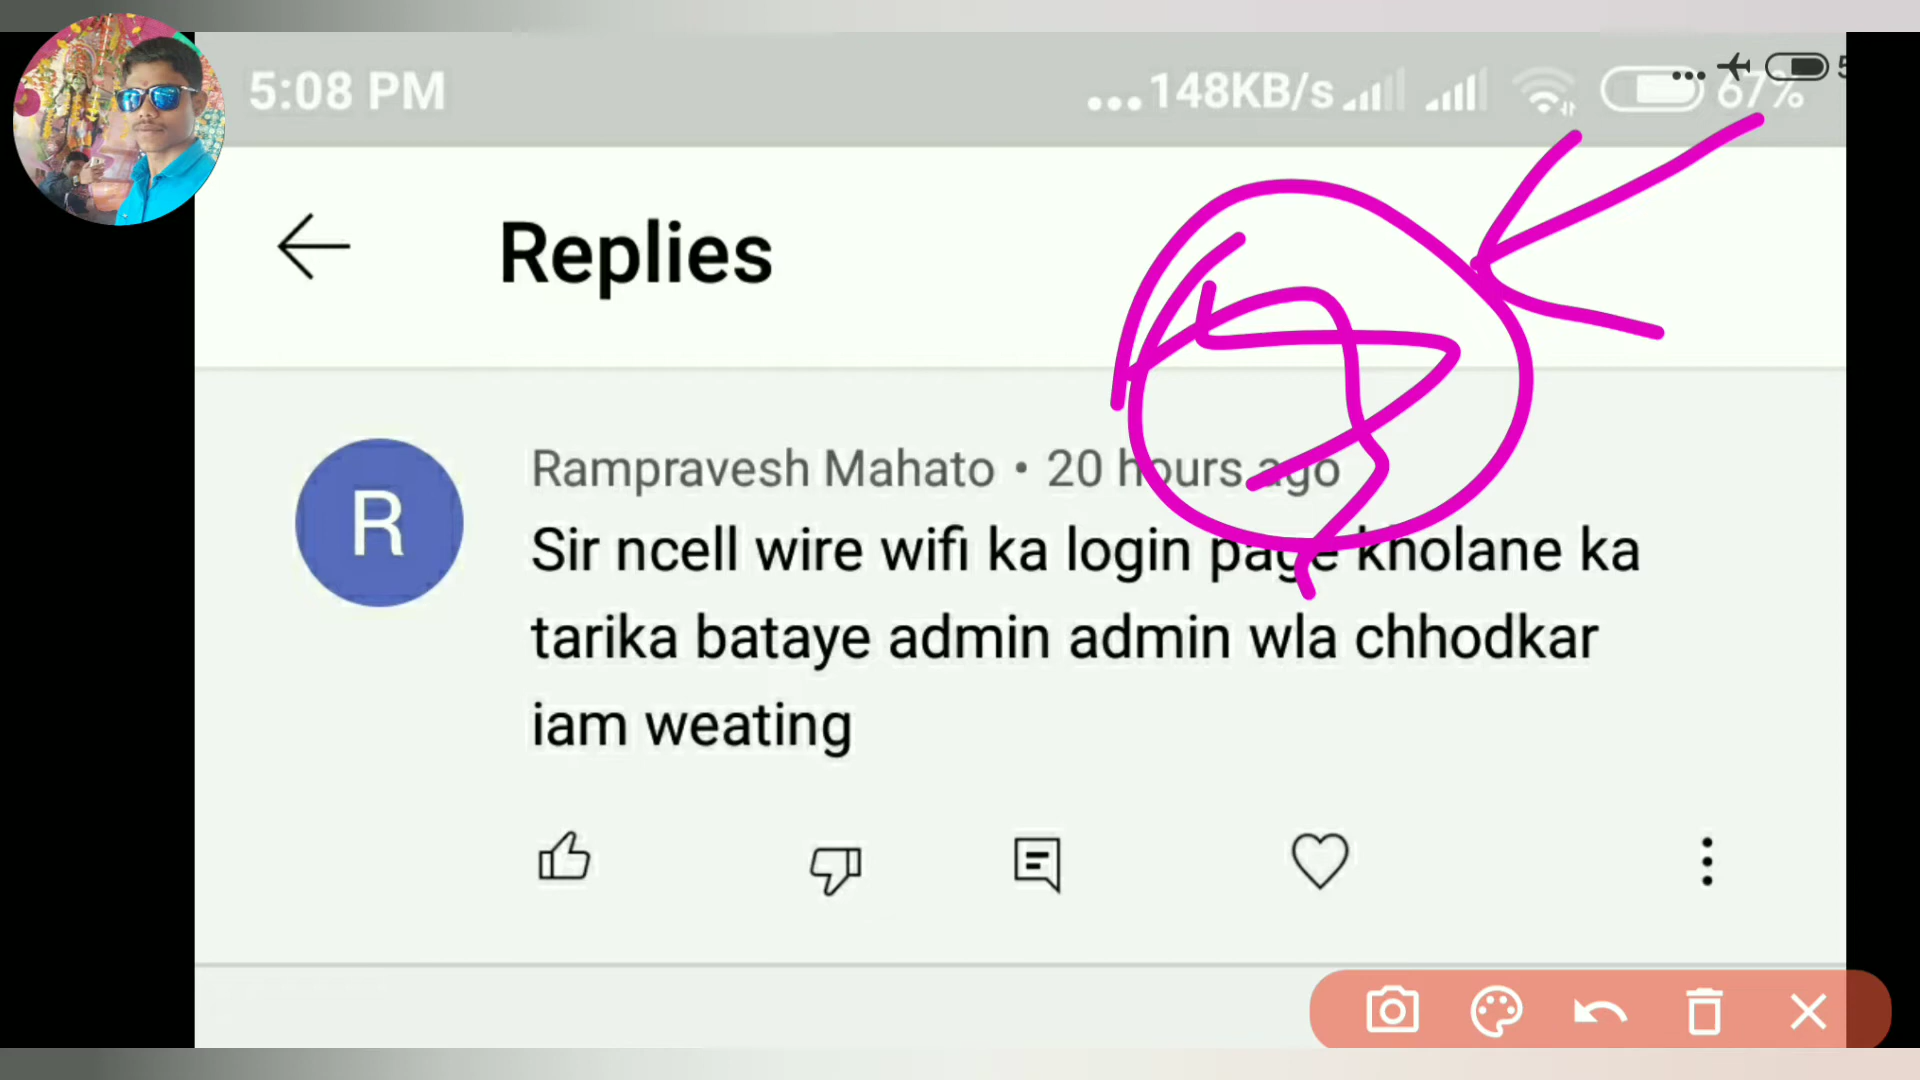 5:08 PM
...148KB/s
67%
5
Replies
R
Rampravesh Mahato • 20 hours ago
Sir ncell wire wifi ka login page kholane ka
tarika bataye admin admin wla chhodkar
iam weating